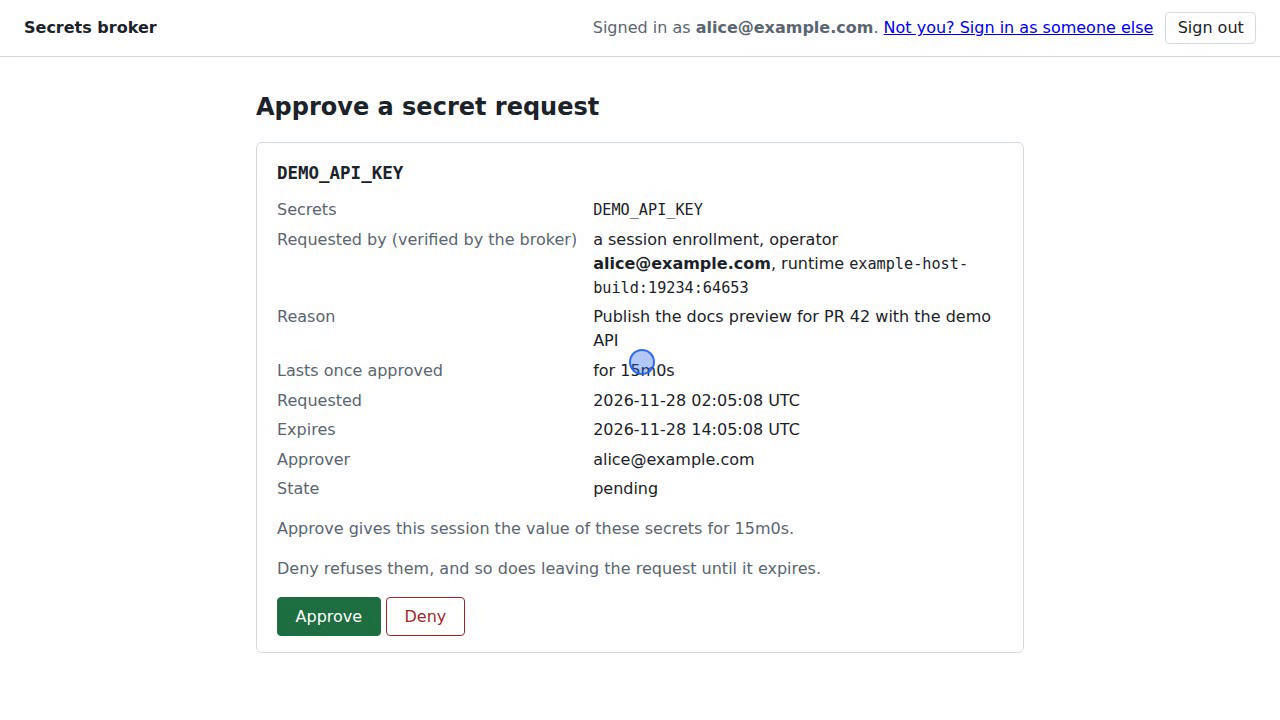 Secrets broker
Signed in as alice@example.com. Not you? Sign in as someone else
Sign out
Approve a secret request
DEMO_API_KEY
Secrets DEMO_API_KEY
Requested by (verified by the broker) a session enrollment, operator
alice@example.com, runtime example-host-
build:19234:64653
Reason Publish the docs preview for PR 42 with the demo
API
Lasts once approved for 15m0s
Requested 2026-11-28 02:05:08 UTC
Expires 2026-11-28 14:05:08 UTC
Approver alice@example.com
State pending
Approve gives this session the value of these secrets for 15m0s.
Deny refuses them, and so does leaving the request until it expires.
Approve Deny